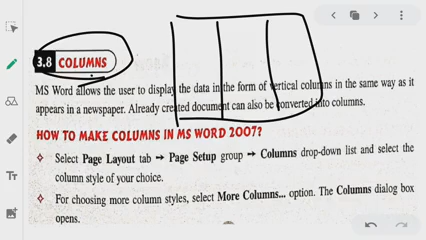 3.8 COLUMNS
MS Word allows the user to display the data in the form of vertical columns in the same way as it
appears in a newspaper. Already created document can also be converted into columns.
HOW TO MAKE COLUMNS IN MS WORD 2007?
Select Page Layout tab → Page Setup group → Columns drop-down list and select the
column style of your choice.
For choosing more column styles, select More Columns... option. The Columns dialog box
opens.
Tт